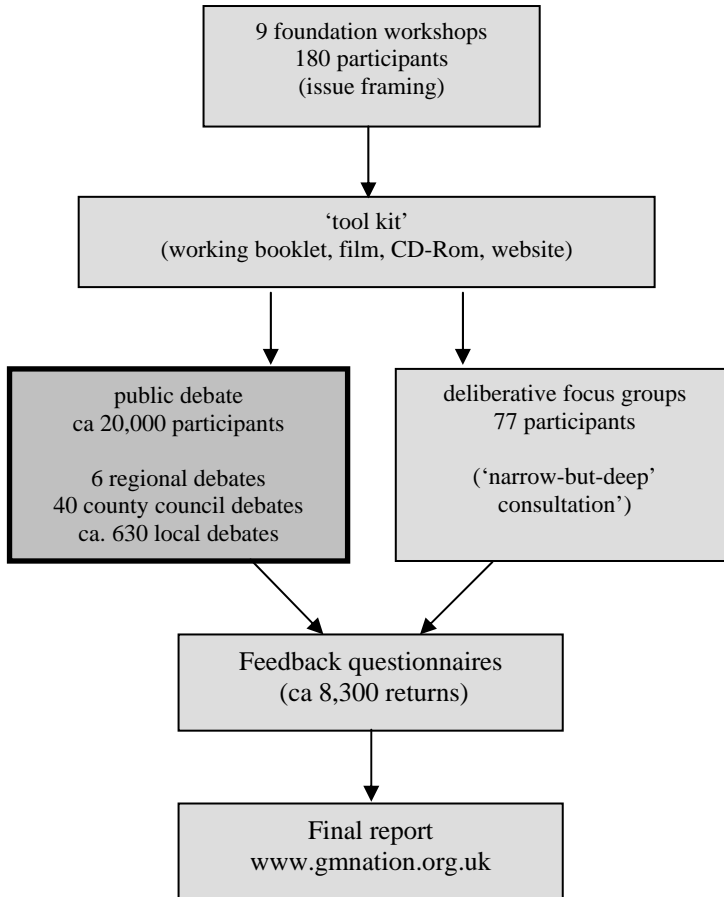 9 foundation workshops
180 participants
(issue framing)
‘tool kit’
(working booklet, film, CD-Rom, website)
public debate
ca 20,000 participants
6 regional debates
40 county council debates
ca. 630 local debates
deliberative focus groups
77 participants
(‘narrow-but-deep’
consultation’)
Feedback questionnaires
(ca 8,300 returns)
Final report
www.gmnation.org.uk